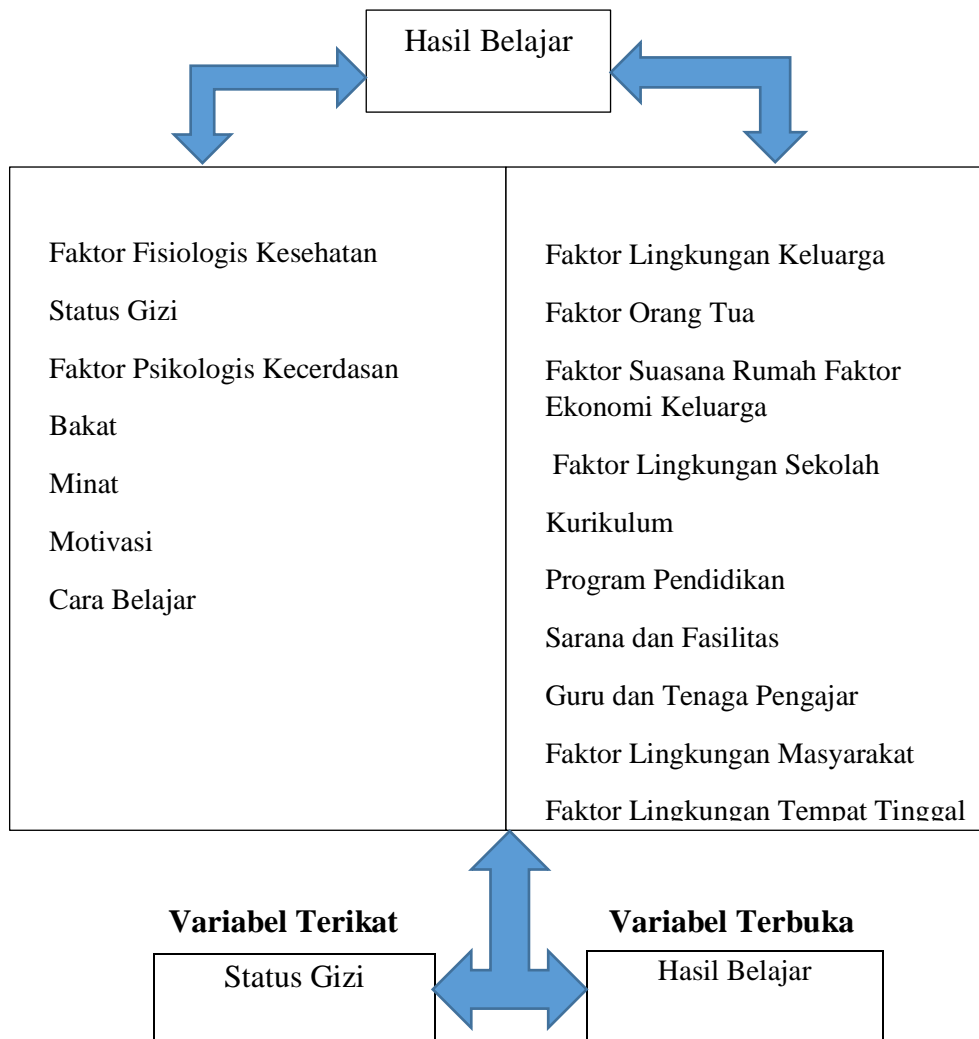 Hasil Belajar
Faktor Fisiologis Kesehatan
Status Gizi
Faktor Psikologis Kecerdasan
Bakat
Minat
Motivasi
Cara Belajar
Faktor Lingkungan Keluarga
Faktor Orang Tua
Faktor Suasana Rumah Faktor
Ekonomi Keluarga
Faktor Lingkungan Sekolah
Kurikulum
Program Pendidikan
Sarana dan Fasilitas
Guru dan Tenaga Pengajar
Faktor Lingkungan Masyarakat
Faktor Lingkungan Tempat Tinggal
Variabel Terikat
Variabel Terbuka
Status Gizi
Hasil Belajar